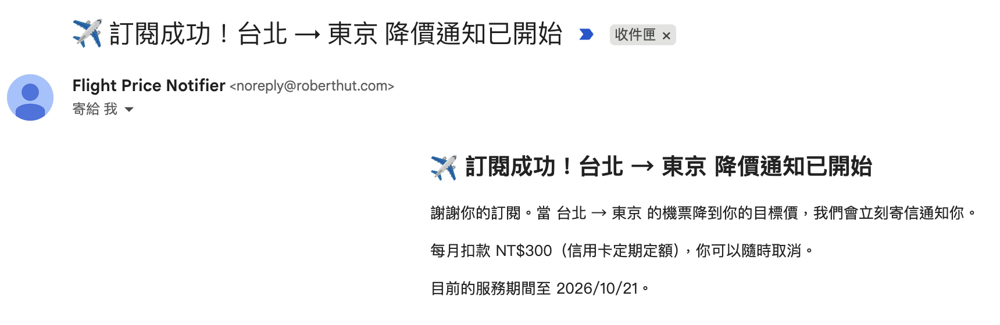 ✈️ 訂閱成功！台北 → 東京 降價通知已開始 收件匣 ×
Flight Price Notifier <noreply@roberthut.com>
寄給 我
✈️ 訂閱成功！台北 → 東京 降價通知已開始
謝謝你的訂閱。當 台北 → 東京 的機票降到你的目標價，我們會立刻寄信通知你。
每月扣款 NT$300（信用卡定期定額），你可以隨時取消。
目前的服務期間至 2026/10/21。